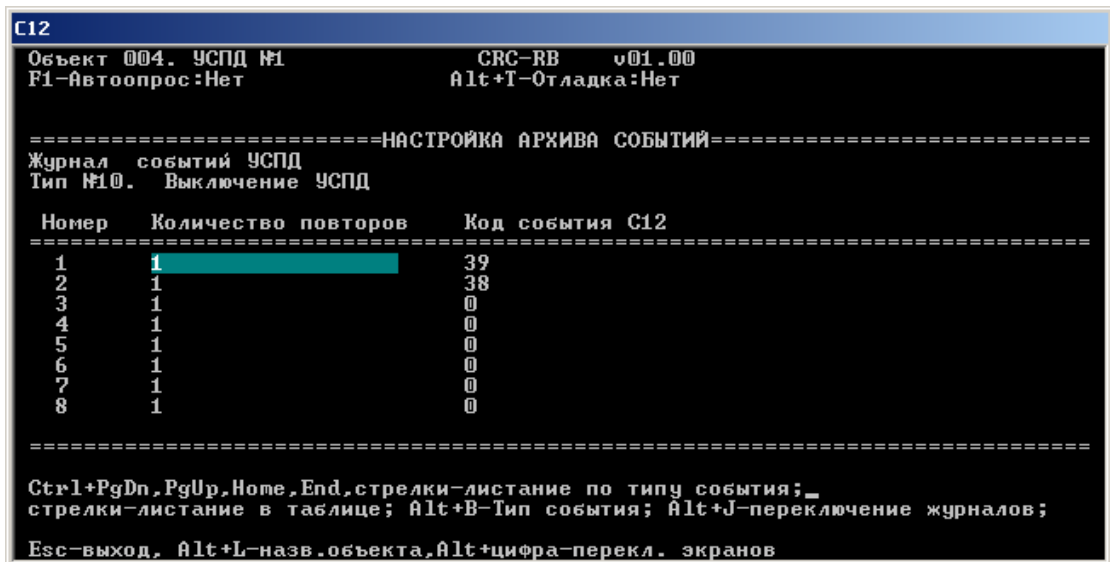 C12
Объект 004. УСПД №1 CRC-RB v01.00
F1-Автоопрос:Нет Alt+T-Отладка:Нет
==========================НАСТРОЙКА АРХИВА СОБЫТИЙ============================
Журнал событий УСПД
Тип №10. Выключение УСПД
Номер Количество повторов Код события C12
==============================================================================
1 1 39
2 1 38
3 1 0
4 1 0
5 1 0
6 1 0
7 1 0
8 1 0
==============================================================================
Ctrl+PgDn,PgUp,Home,End,стрелки-листание по типу события;_
стрелки-листание в таблице; Alt+B-Тип события; Alt+J-переключение журналов;
Esc-выход, Alt+L-назв.объекта,Alt+цифра-перекл. экранов